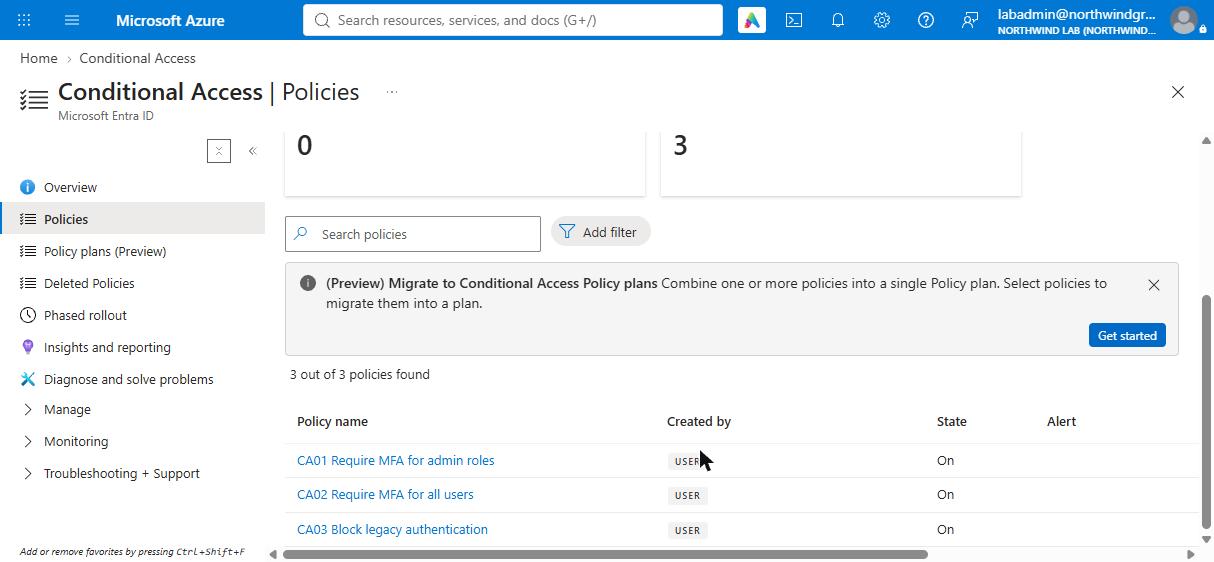 Microsoft Azure
Search resources, services, and docs (G+/)
labadmin@northwindgr...
NORTHWIND LAB (NORTHWIND...
Home > Conditional Access
Conditional Access | Policies ...
Microsoft Entra ID
Overview
Policies
Policy plans (Preview)
Deleted Policies
Phased rollout
Insights and reporting
Diagnose and solve problems
Manage
Monitoring
Troubleshooting + Support
Add or remove favorites by pressing Ctrl+Shift+F
0
3
Search policies
Add filter
(Preview) Migrate to Conditional Access Policy plans Combine one or more policies into a single Policy plan. Select policies to
migrate them into a plan.
Get started
3 out of 3 policies found
Policy name Created by State Alert
CA01 Require MFA for admin roles USER On
CA02 Require MFA for all users USER On
CA03 Block legacy authentication USER On